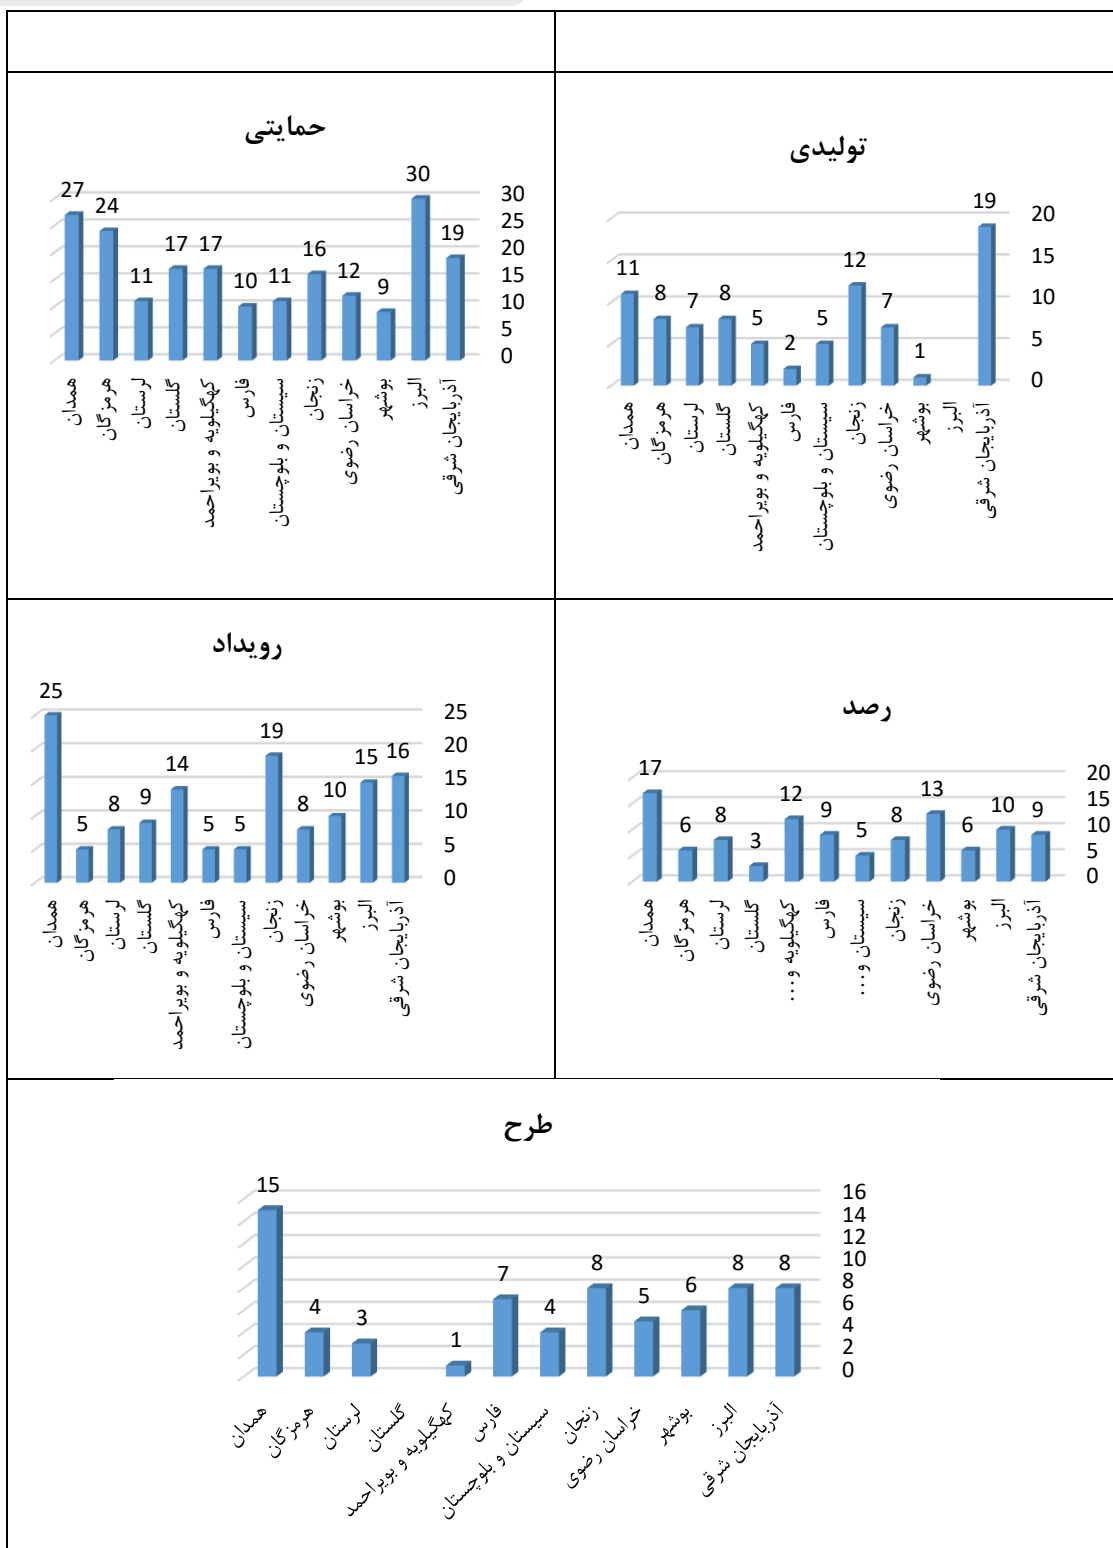 حمایتی
27 24 11 17 17 10 11 16 12 9 30 19
30
25
20
15
10
5
0
همدان
هرمزگان
لرستان
گلستان
کهگیلویه و بویراحمد
فارس
سیستان و بلوچستان
زنجان
خراسان رضوی
بوشهر
البرز
آذربایجان شرقی
تولیدی
11 8 7 8 5 2 5 12 7 1 19
20
15
10
5
0
همدان
هرمزگان
لرستان
گلستان
کهگیلویه و بویراحمد
فارس
سیستان و بلوچستان
زنجان
خراسان رضوی
بوشهر
البرز
آذربایجان شرقی
رویداد
25 5 8 9 14 5 5 19 8 10 15 16
25
20
15
10
5
0
همدان
هرمزگان
لرستان
گلستان
کهگیلویه و بویراحمد
فارس
سیستان و بلوچستان
زنجان
خراسان رضوی
بوشهر
البرز
آذربایجان شرقی
رصد
17 6 8 3 12 9 5 8 13 6 10 9
20
15
10
5
0
همدان
هرمزگان
لرستان
گلستان
کهگیلویه و...
فارس
سیستان و...
زنجان
خراسان رضوی
بوشهر
البرز
آذربایجان شرقی
طرح
15 4 3 1 7 4 8 5 6 8 8
16
14
12
10
8
6
4
2
0
همدان
هرمزگان
لرستان
گلستان
کهگیلویه و بویراحمد
فارس
سیستان و بلوچستان
زنجان
خراسان رضوی
بوشهر
البرز
آذربایجان شرقی